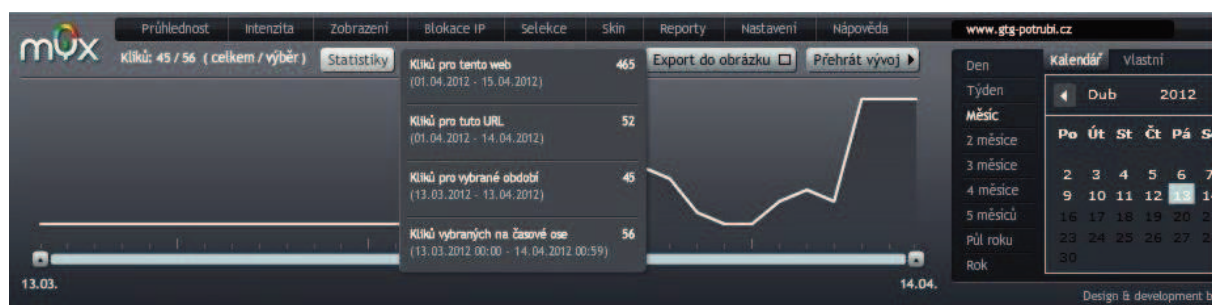 mYx
Průhlednost Intenzita Zobrazení Blokace IP Selekce Skin Reporty Nastavení Nápověda
www.gtg-potrubi.cz
Kliků: 45 / 56 ( celkem / výběr )
Statistiky
Export do obrázku
Přehrát vývoj
Kliků pro tento web 465
(01.04.2012 - 15.04.2012)
Kliků pro tuto URL 52
(01.04.2012 - 14.04.2012)
Kliků pro vybrané období 45
(13.03.2012 - 13.04.2012)
Kliků vybraných na časové ose 56
(13.03.2012 00:00 - 14.04.2012 00:59)
13.03.
14.04.
Den
Týden
Měsíc
2 měsíce
3 měsíce
4 měsíce
5 měsíců
Půl roku
Rok
Kalendář Vlastní
Dub 2012
Po Út St Čt Pá
2 3 4 5 6 7
9 10 11 12 13
16 17 18 19 20
23 24 25 26 27
30
Design & development